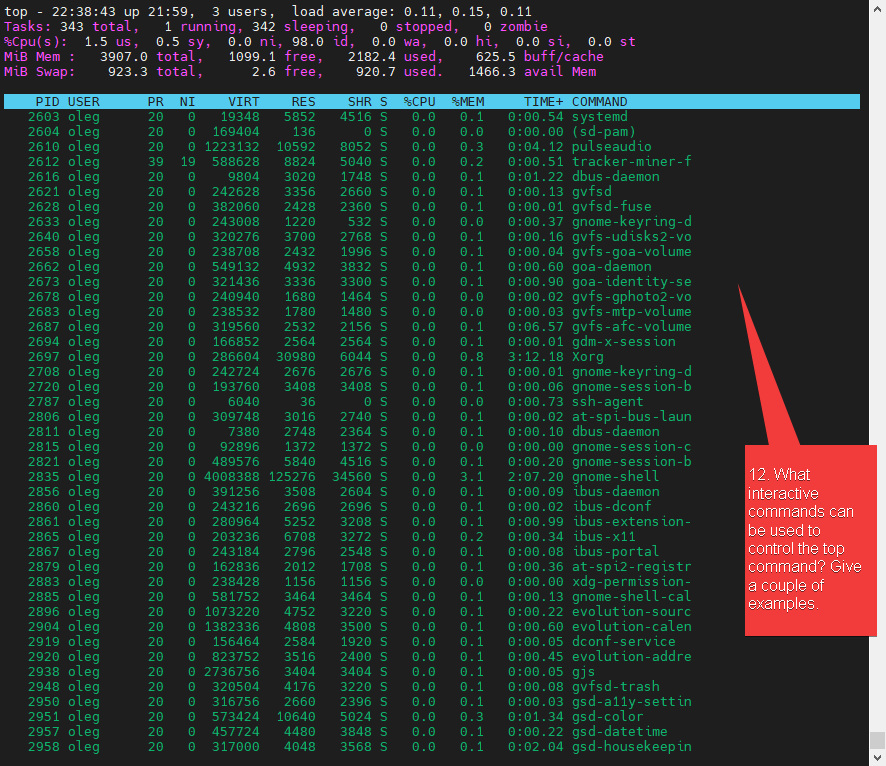 top - 22:38:43 up 21:59,  3 users,  load average: 0.11, 0.15, 0.11
Tasks: 343 total,   1 running, 342 sleeping,   0 stopped,   0 zombie
%Cpu(s):  1.5 us,  0.5 sy,  0.0 ni, 98.0 id,  0.0 wa,  0.0 hi,  0.0 si,  0.0 st
MiB Mem :   3907.0 total,   1099.1 free,   2182.4 used,    625.5 buff/cache
MiB Swap:    923.3 total,      2.6 free,    920.7 used.   1466.3 avail Mem
PID USER      PR  NI    VIRT    RES    SHR S  %CPU  %MEM     TIME+ COMMAND
2603 oleg      20   0   19348   5852   4516 S   0.0   0.1   0:00.54 systemd
2604 oleg      20   0  169404    136      0 S   0.0   0.0   0:00.00 (sd-pam)
2610 oleg      20   0 1223132  10592   8052 S   0.0   0.3   0:04.12 pulseaudio
2612 oleg      39  19  588628   8824   5040 S   0.0   0.2   0:00.51 tracker-miner-f
2616 oleg      20   0    9804   3020   1748 S   0.0   0.1   0:01.22 dbus-daemon
2621 oleg      20   0  242628   3356   2660 S   0.0   0.1   0:00.13 gvfsd
2628 oleg      20   0  382060   2428   2360 S   0.0   0.1   0:00.01 gvfsd-fuse
2633 oleg      20   0  243008   1220    532 S   0.0   0.0   0:00.37 gnome-keyring-d
2640 oleg      20   0  320276   3700   2768 S   0.0   0.1   0:00.16 gvfs-udisks2-vo
2658 oleg      20   0  238708   2432   1996 S   0.0   0.1   0:00.04 gvfs-goa-volume
2662 oleg      20   0  549132   4932   3832 S   0.0   0.1   0:00.60 goa-daemon
2673 oleg      20   0  321436   3336   3300 S   0.0   0.1   0:00.90 goa-identity-se
2678 oleg      20   0  240940   1680   1464 S   0.0   0.0   0:00.02 gvfs-gphoto2-vo
2683 oleg      20   0  238532   1780   1480 S   0.0   0.0   0:00.03 gvfs-mtp-volume
2687 oleg      20   0  319560   2532   2156 S   0.0   0.1   0:06.57 gvfs-afc-volume
2694 oleg      20   0  166852   2564   2564 S   0.0   0.1   0:00.01 gdm-x-session
2697 oleg      20   0  286604  30980   6044 S   0.0   0.8   3:12.18 Xorg
2708 oleg      20   0  242724   2676   2676 S   0.0   0.1   0:00.01 gnome-keyring-d
2720 oleg      20   0  193760   3408   3408 S   0.0   0.1   0:00.06 gnome-session-b
2787 oleg      20   0    6040     36      0 S   0.0   0.0   0:00.73 ssh-agent
2806 oleg      20   0  309748   3016   2740 S   0.0   0.1   0:00.02 at-spi-bus-laun
2811 oleg      20   0    7380   2748   2364 S   0.0   0.1   0:00.10 dbus-daemon
2815 oleg      20   0   92896   1372   1372 S   0.0   0.0   0:00.00 gnome-session-c
2821 oleg      20   0  489576   5840   4516 S   0.0   0.1   0:00.20 gnome-session-b
2835 oleg      20   0 4008388 125276  34560 S   0.0   3.1   2:07.20 gnome-shell
2856 oleg      20   0  391256   3508   2604 S   0.0   0.1   0:00.09 ibus-daemon
2860 oleg      20   0  243216   2696   2696 S   0.0   0.1   0:00.02 ibus-dconf
2861 oleg      20   0  280964   5252   3208 S   0.0   0.1   0:00.99 ibus-extension-
2865 oleg      20   0  203236   6708   3272 S   0.0   0.2   0:00.34 ibus-x11
2867 oleg      20   0  243184   2796   2548 S   0.0   0.1   0:00.08 ibus-portal
2879 oleg      20   0  162836   2012   1708 S   0.0   0.1   0:00.36 at-spi2-registr
2883 oleg      20   0  238428   1156   1156 S   0.0   0.0   0:00.00 xdg-permission-
2885 oleg      20   0  581752   3464   3464 S   0.0   0.1   0:00.13 gnome-shell-cal
2896 oleg      20   0 1073220   4752   3220 S   0.0   0.1   0:00.22 evolution-sourc
2904 oleg      20   0 1382336   4808   3500 S   0.0   0.1   0:00.60 evolution-calen
2919 oleg      20   0  156464   2584   1920 S   0.0   0.1   0:00.05 dconf-service
2920 oleg      20   0  823752   3516   2400 S   0.0   0.1   0:00.45 evolution-addre
2938 oleg      20   0 2736756   3404   3404 S   0.0   0.1   0:00.05 gjs
2948 oleg      20   0  320504   4176   3220 S   0.0   0.1   0:00.08 gvfsd-trash
2950 oleg      20   0  316756   2660   2396 S   0.0   0.1   0:00.03 gsd-a11y-settin
2951 oleg      20   0  573424  10640   5024 S   0.0   0.3   0:01.34 gsd-color
2957 oleg      20   0  457724   4480   3848 S   0.0   0.1   0:00.22 gsd-datetime
2958 oleg      20   0  317000   4048   3568 S   0.0   0.1   0:02.04 gsd-housekeepin
12. What
interactive
commands can
be used to
control the top
command? Give
a couple of
examples.